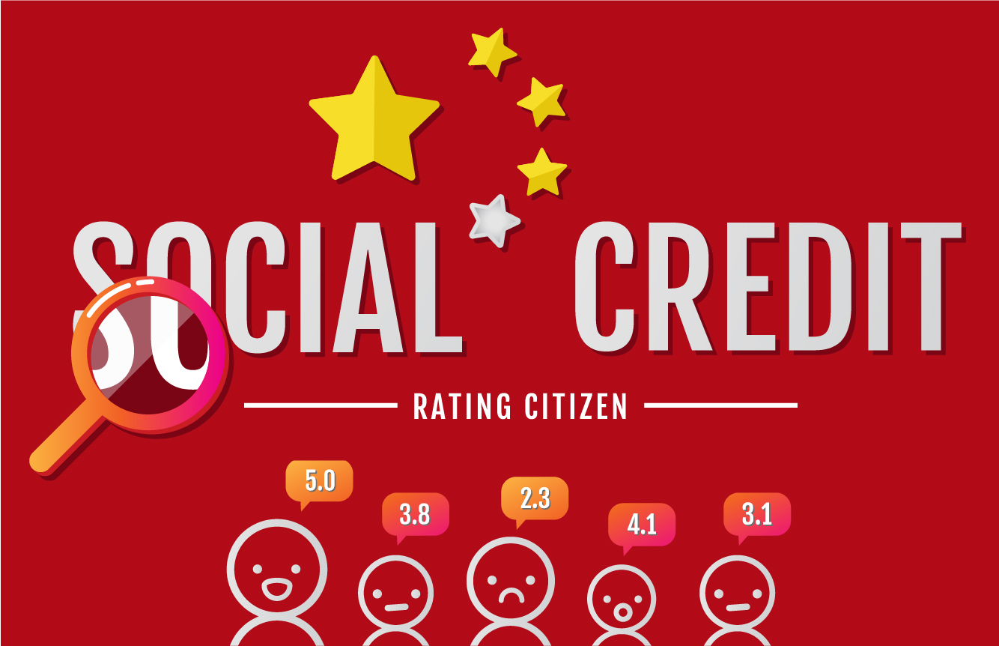 SOCIAL CREDIT
RATING CITIZEN
5.0
3.8
2.3
4.1
3.1